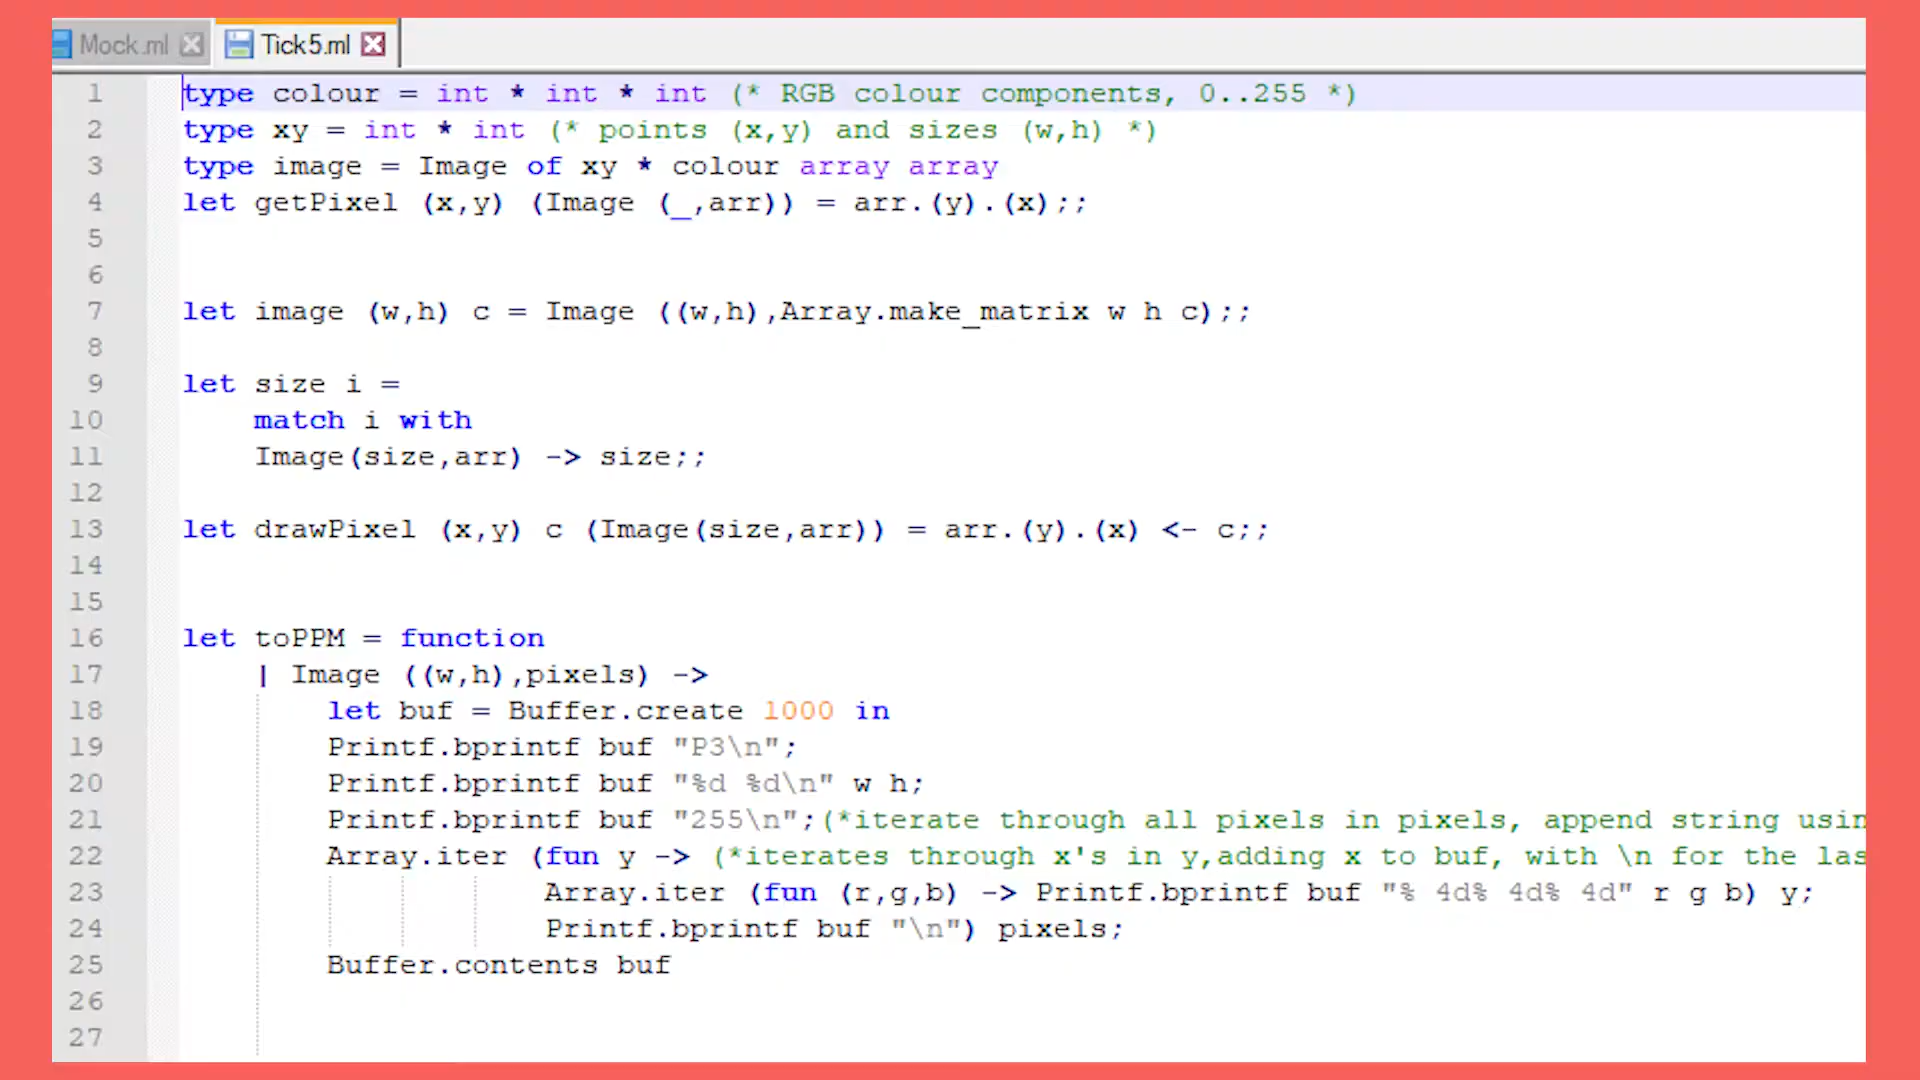 Mock.ml
Tick5.ml
1 type colour = int * int * int (* RGB colour components, 0..255 *)
2 type xy = int * int (* points (x,y) and sizes (w,h) *)
3 type image = Image of xy * colour array array
4 let getPixel (x,y) (Image (_,arr)) = arr.(y).(x);;
5
6
7 let image (w,h) c = Image ((w,h),Array.make_matrix w h c);;
8
9 let size i =
10 match i with
11 Image(size,arr) -> size;;
12
13 let drawPixel (x,y) c (Image(size,arr)) = arr.(y).(x) <- c;;
14
15
16 let toPPM = function
17 | Image ((w,h),pixels) ->
18 let buf = Buffer.create 1000 in
19 Printf.bprintf buf "P3\n";
20 Printf.bprintf buf "%d %d\n" w h;
21 Printf.bprintf buf "255\n";(*iterate through all pixels in pixels, append string usin
22 Array.iter (fun y -> (*iterates through x's in y,adding x to buf, with \n for the las
23 Array.iter (fun (r,g,b) -> Printf.bprintf buf "% 4d% 4d% 4d" r g b) y;
24 Printf.bprintf buf "\n") pixels;
25 Buffer.contents buf
26
27